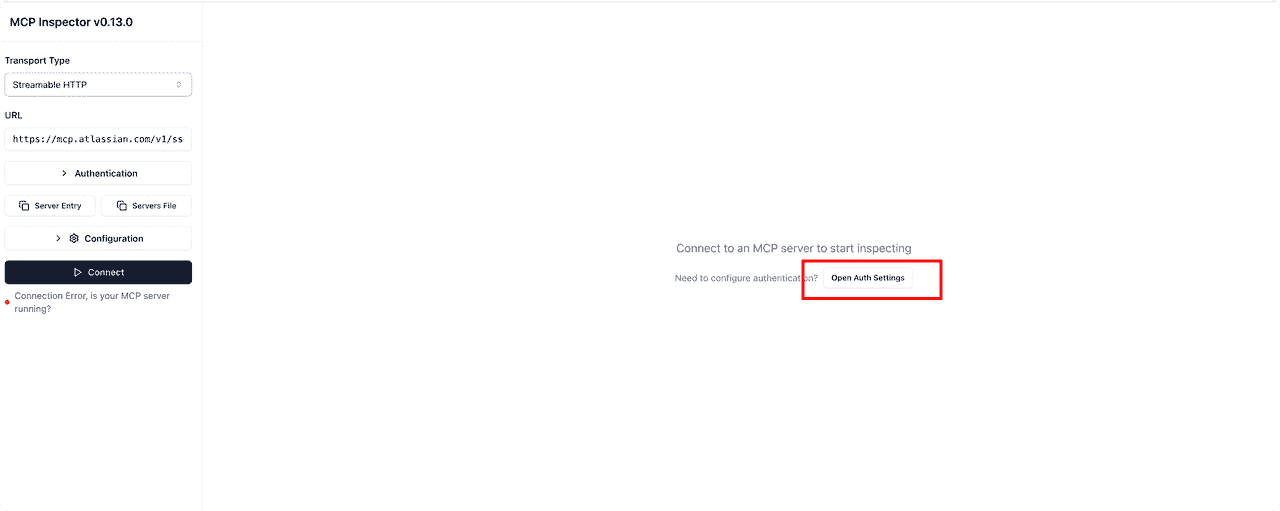 MCP Inspector v0.13.0
Transport Type
Streamable HTTP
URL
https://mcp.atlassian.com/v1/ss
Authentication
Server Entry
Servers File
Configuration
Connect
Connection Error, is your MCP server
running?
Connect to an MCP server to start inspecting
Need to configure authentication?
Open Auth Settings